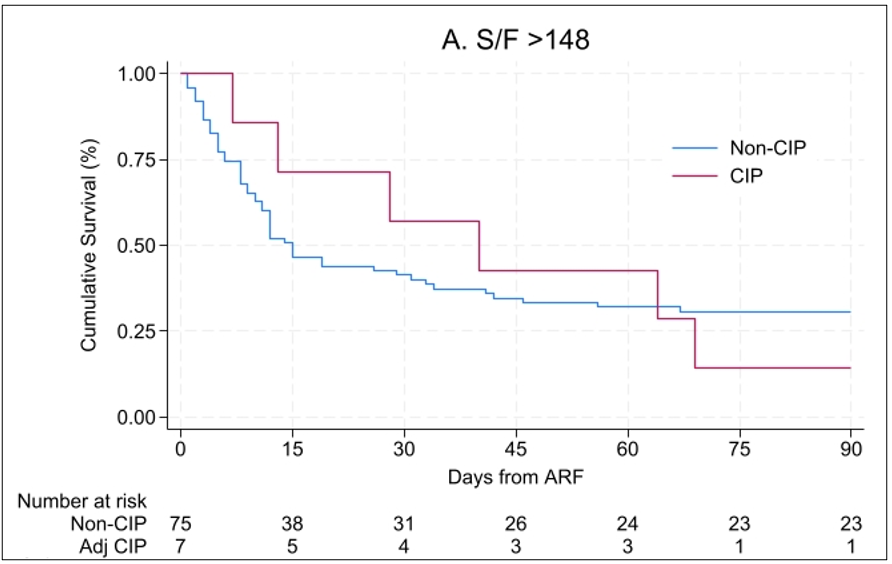 A. S/F >148
1.00
0.75
0.50
0.25
0.00
Cumulative Survival (%)
Non-CIP
CIP
0 15 30 45 60 75 90
Days from ARF
Number at risk
Non-CIP 75 38 31 26 24 23 23
Adj CIP 7 5 4 3 3 1 1